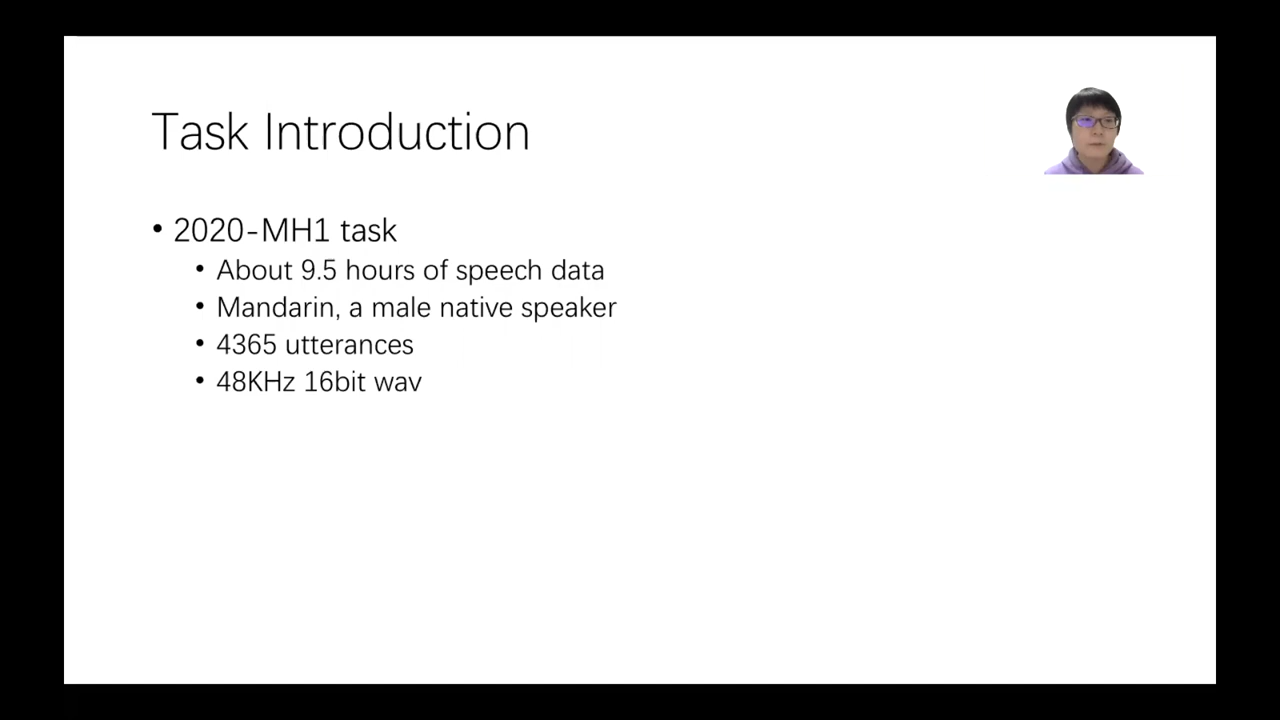 Task Introduction
• 2020-MH1 task
• About 9.5 hours of speech data
• Mandarin, a male native speaker
• 4365 utterances
• 48KHz 16bit wav